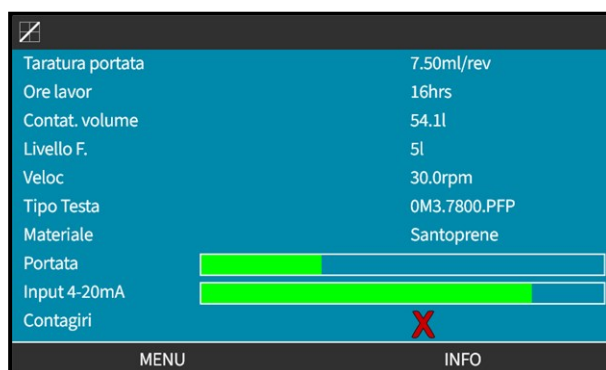 Taratura portata 7.50ml/rev
Ore lavor 16hrs
Contat. volume 54.1l
Livello F. 5l
Veloc 30.0rpm
Tipo Testa 0M3.7800.PFP
Materiale Santoprene
Portata
Input 4-20mA
Contagiri X
MENU INFO